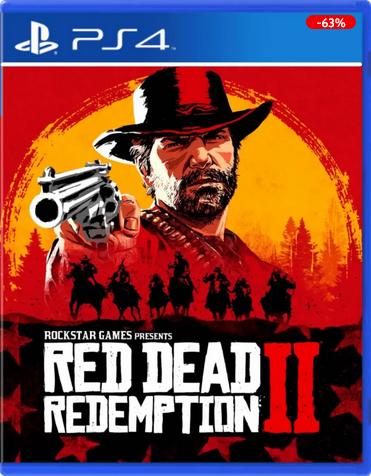 -63%
PS4
ROCKSTAR GAMES PRESENTS
RED DEAD
REDEMPTION II